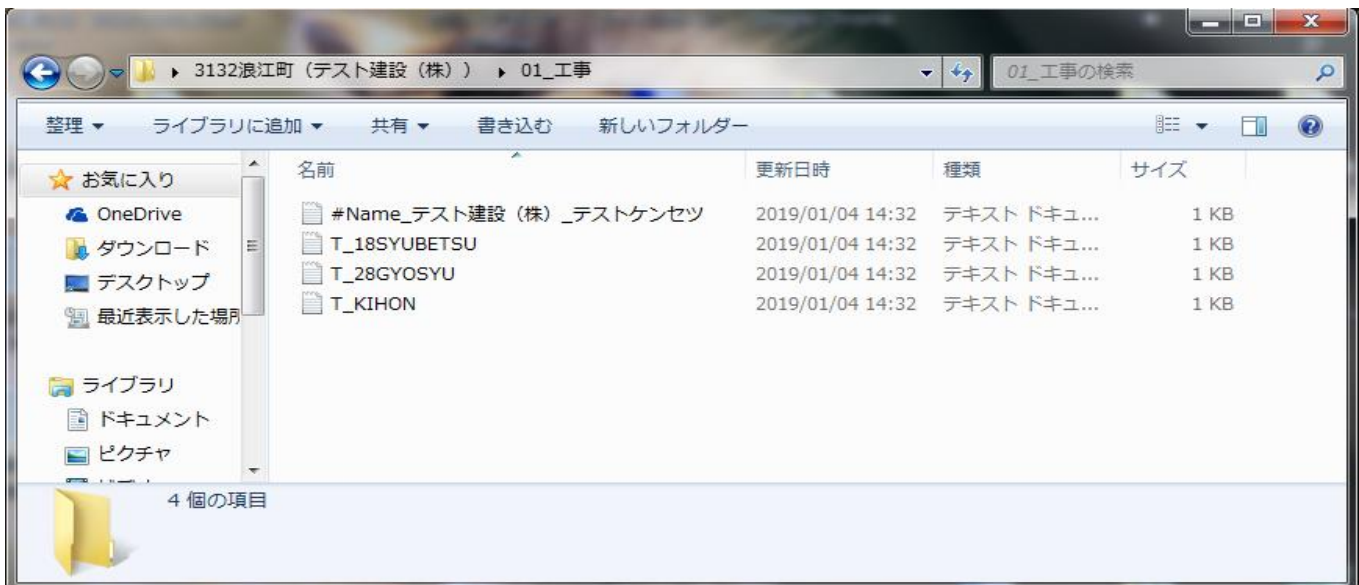 3132浪江町（テスト建設（株）） ▸ 01_工事
01_工事の検索
整理 ライブラリに追加 共有 書き込む 新しいフォルダー
お気に入り
OneDrive
ダウンロード
デスクトップ
最近表示した場所
ライブラリ
ドキュメント
ピクチャ
名前 更新日時 種類 サイズ
#Name_テスト建設（株）_テストケンセツ 2019/01/04 14:32 テキスト ドキュ... 1 KB
T_18SYUBETSU 2019/01/04 14:32 テキスト ドキュ... 1 KB
T_28GYOSYU 2019/01/04 14:32 テキスト ドキュ... 1 KB
T_KIHON 2019/01/04 14:32 テキスト ドキュ... 1 KB
4 個の項目